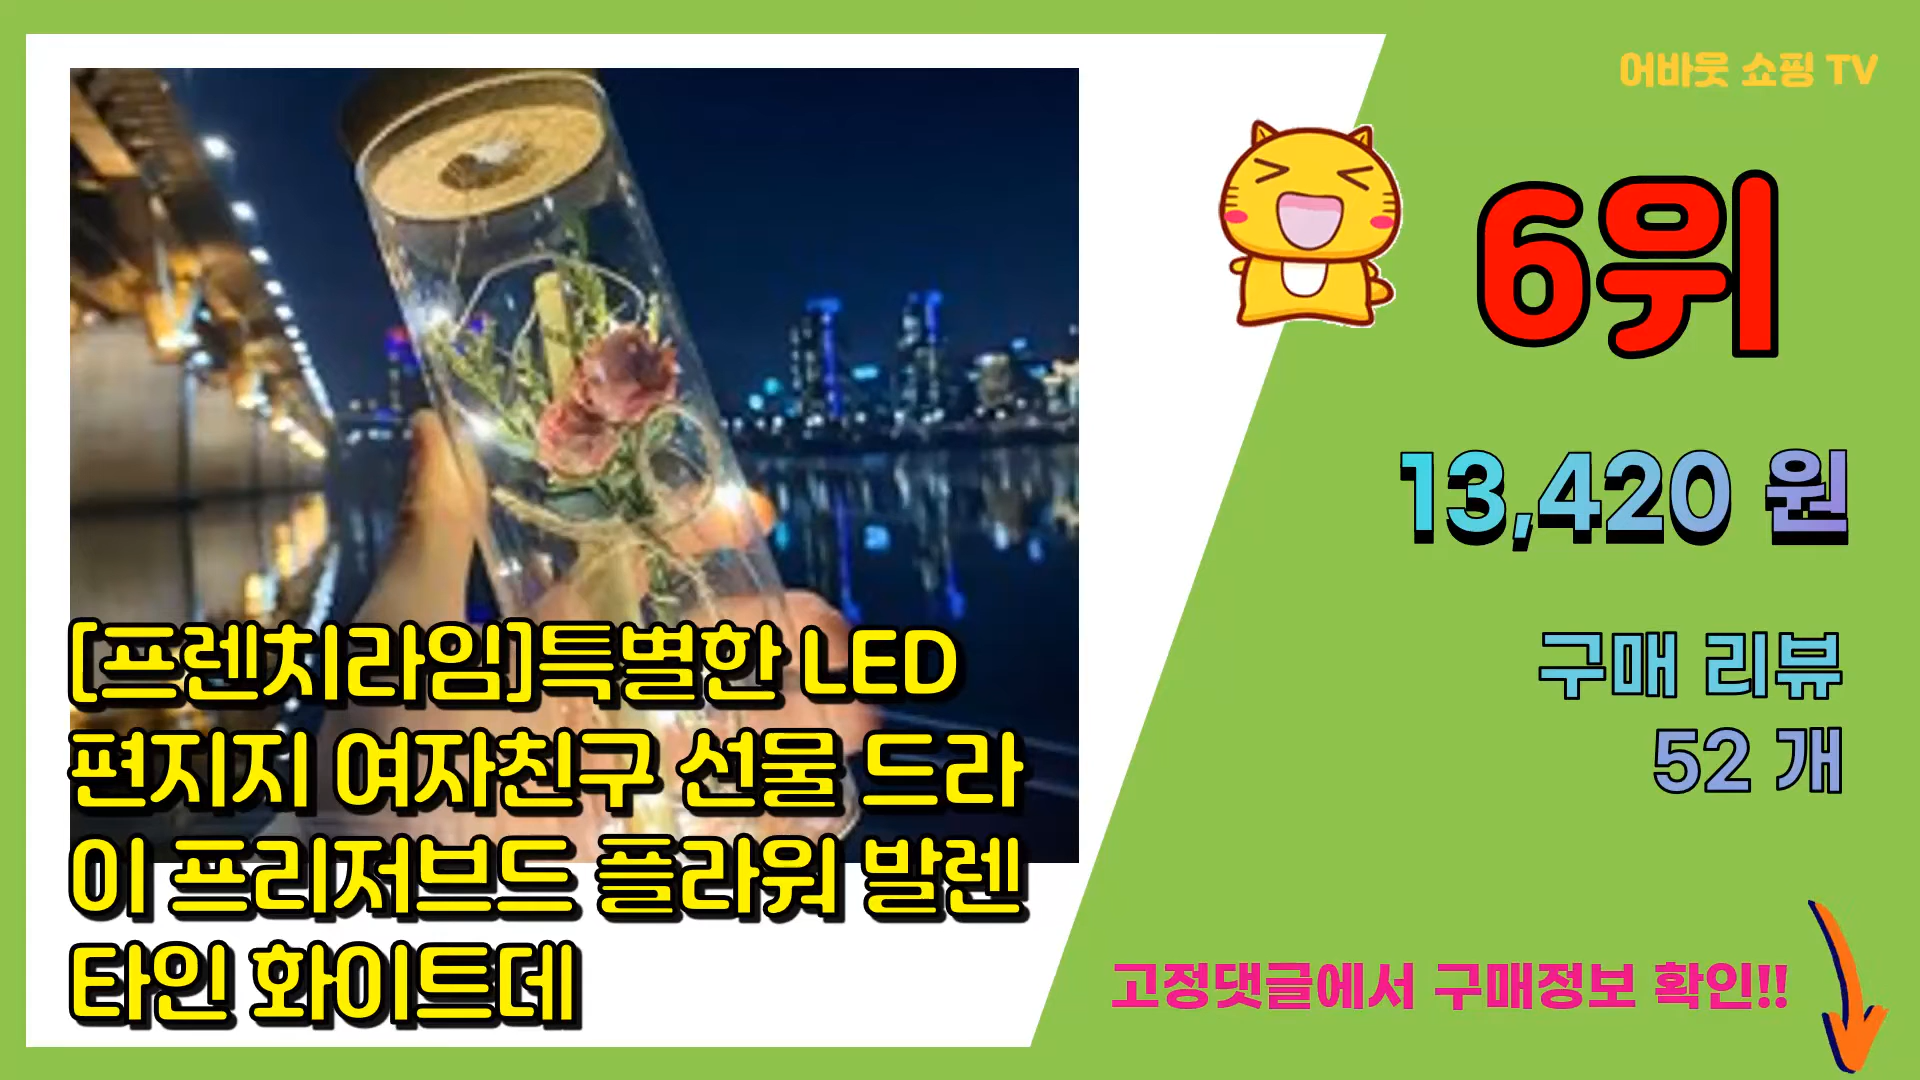 어바웃 쇼핑 TV
6위
13,420 원
구매 리뷰
52 개
[프렌치라임]특별한 LED
편지지 여자친구 선물 드라
이 프리저브드 플라워 발렌
타인 화이트데
고정댓글에서 구매정보 확인!!